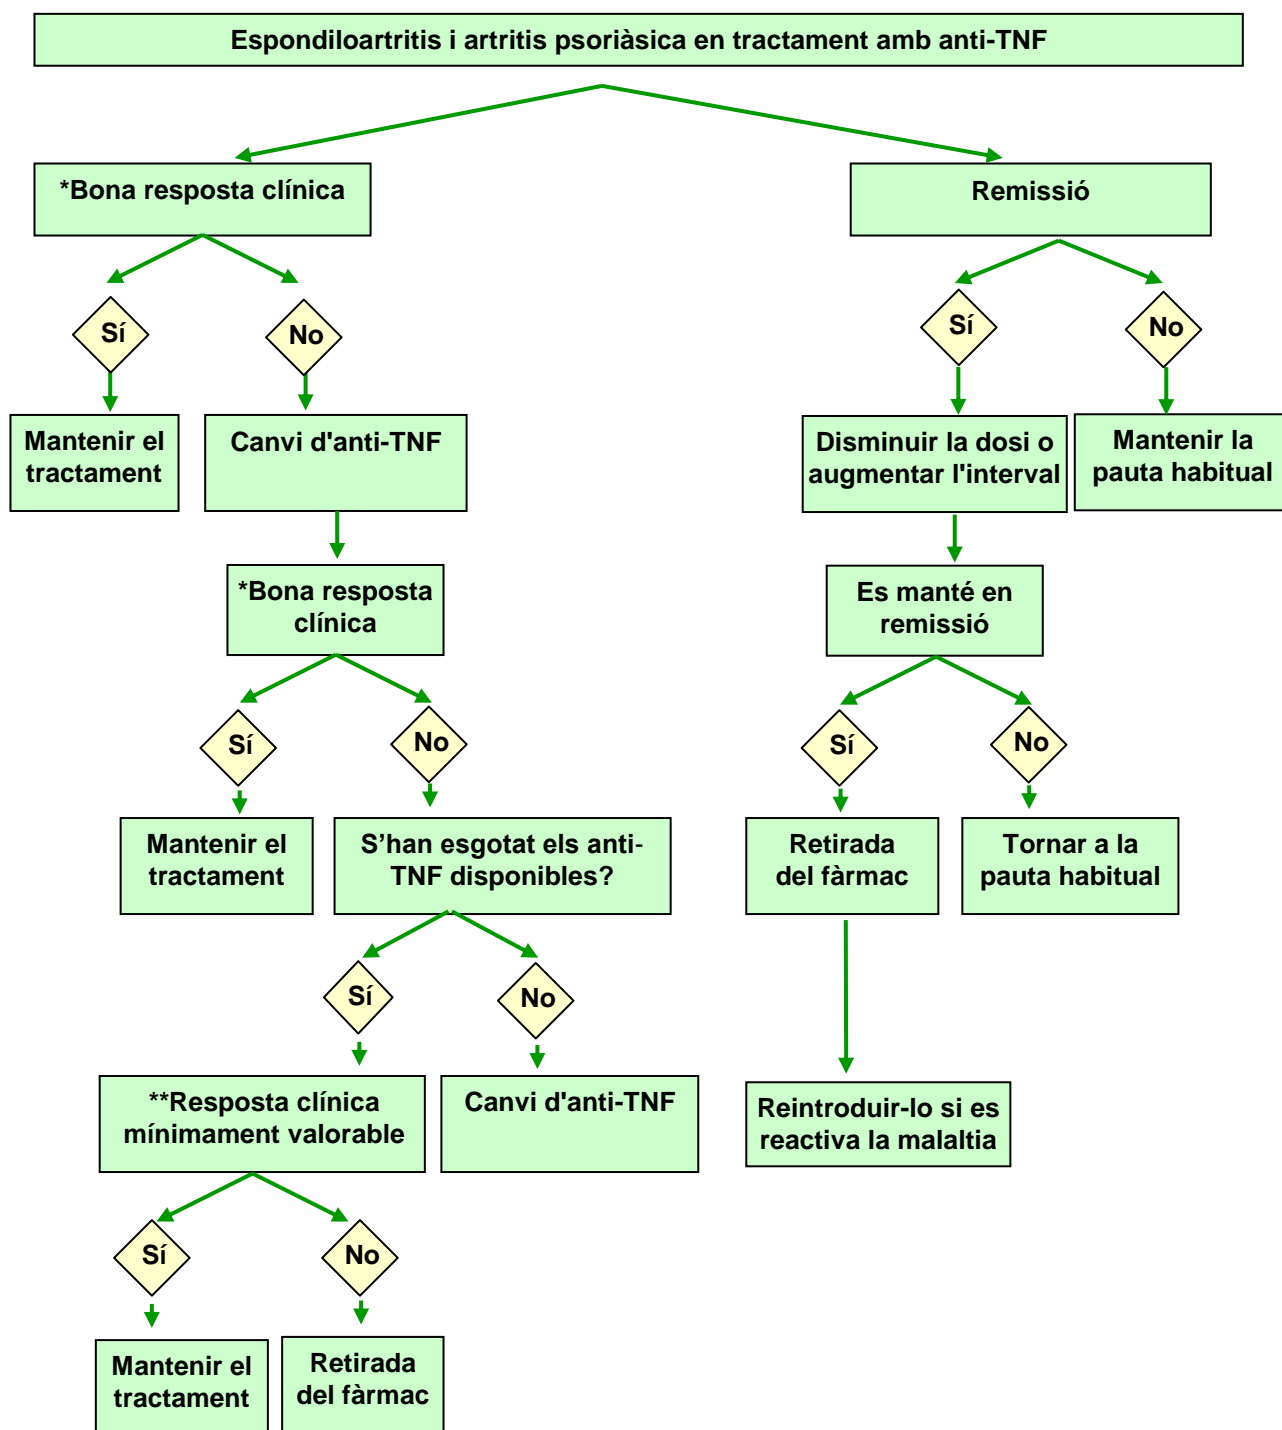 Espondiloartritis i artritis psoriàsica en tractament amb anti-TNF
*Bona resposta clínica
Remissió
Sí
No
Sí
No
Mantenir el
tractament
Canvi d'anti-TNF
Disminuir la dosi o
augmentar l'interval
Mantenir la
pauta habitual
*Bona resposta
clínica
Es manté en
remissió
Sí
No
Sí
No
Mantenir el
tractament
S’han esgotat els anti-
TNF disponibles?
Retirada
del fàrmac
Tornar a la
pauta habitual
Sí
No
**Resposta clínica
mínimament valorable
Canvi d'anti-TNF
Reintroduir-lo si es
reactiva la malaltia
Sí
No
Mantenir el
tractament
Retirada
del fàrmac